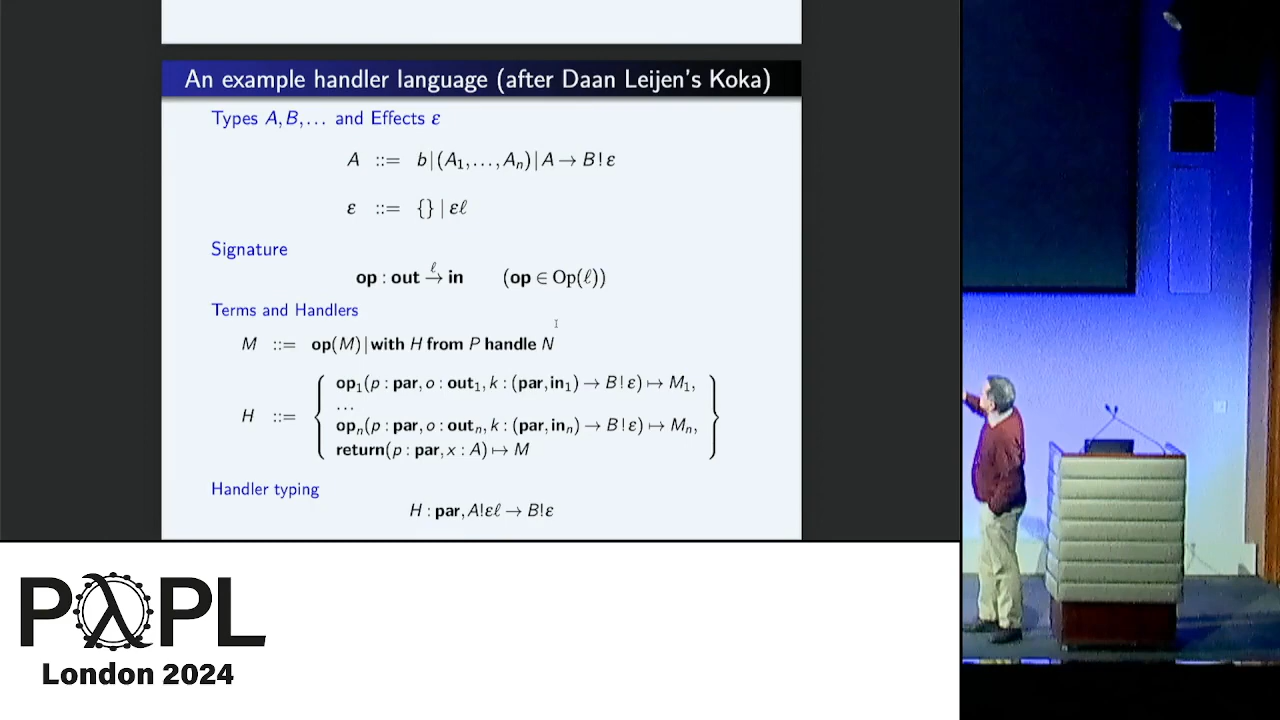 An example handler language (after Daan Leijen's Koka)
Types A, B, ... and Effects ε
A ::= b | (A₁, ..., Aₙ) | A → B ! ε
ε ::= {} | εℓ
Signature
op : out →^ℓ in (op ∈ Op(ℓ))
Terms and Handlers
M ::= op(M) | with H from P handle N
H ::= { op₁(p : par, o : out₁, k : (par, in₁) → B ! ε) ↦ M₁,
...
opₙ(p : par, o : outₙ, k : (par, inₙ) → B ! ε) ↦ Mₙ,
return(p : par, x : A) ↦ M }
Handler typing
H : par, A!εℓ → B!ε
PλPL
London 2024